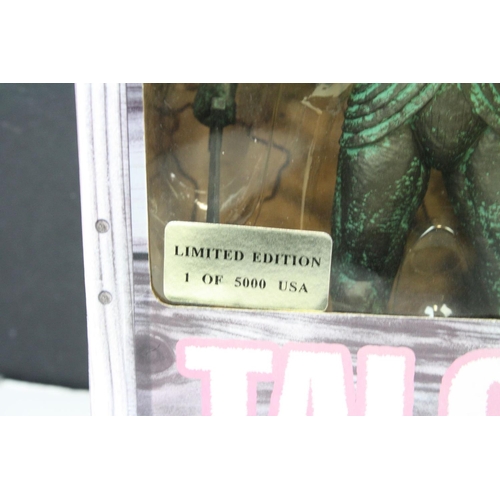 LIMITED EDITION
1 OF 5000 USA